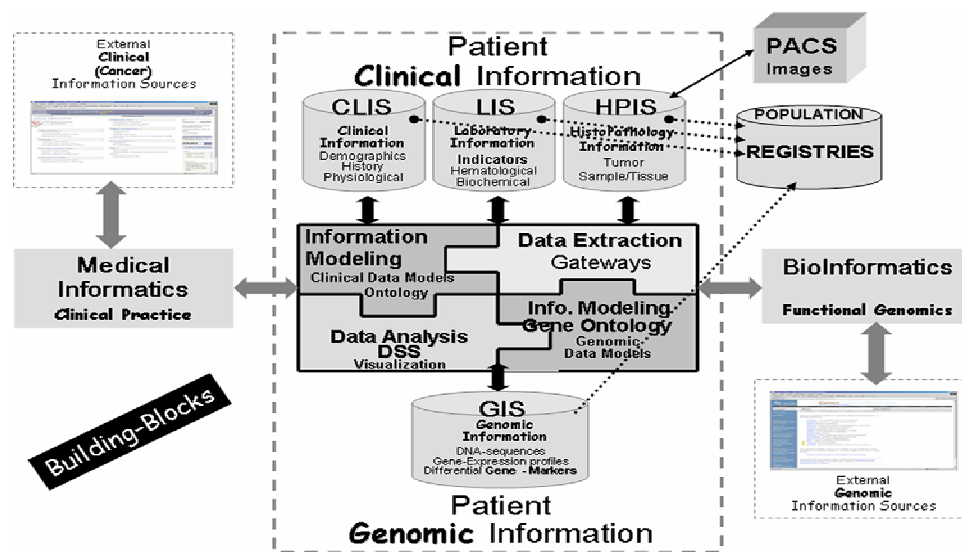 External
Clinical
(Cancer)
Information Sources
Patient
Clinical Information
PACS
Images
CLIS
Clinical
Information
Demographics
History
Physiological
LIS
Laboratory
Information
Indicators
Hematological
Biochemical
HPIS
HistoPathology
Information
Tumor
Sample/Tissue
POPULATION
REGISTRIES
Medical
Informatics
Clinical Practice
Information
Modeling
Clinical Data Models
Ontology
Data Extraction
Gateways
Data Analysis
DSS
Visualization
Info. Modeling
Gene Ontology
Genomic-
Data Models
BioInformatics
Functional Genomics
Building-Blocks
GIS
Genomic
Information
DNA-sequences
Gene-Expression profiles
Differential Gene - Markers
External
Genomic
Information Sources
Patient
Genomic Information